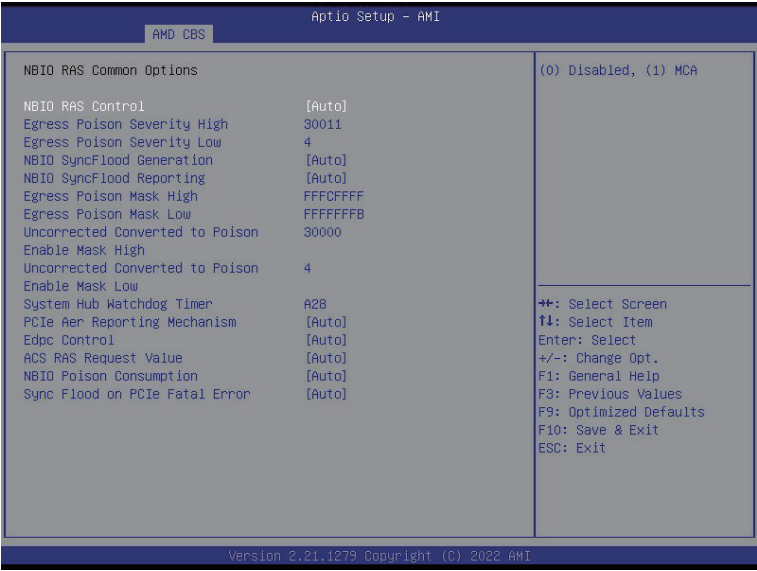 Aptio Setup – AMI
AMD CBS
NBIO RAS Common Options
(0) Disabled, (1) MCA
NBIO RAS Control [Auto]
Egress Poison Severity High 30011
Egress Poison Severity Low 4
NBIO SyncFlood Generation [Auto]
NBIO SyncFlood Reporting [Auto]
Egress Poison Mask High FFFCFFFF
Egress Poison Mask Low FFFFFFFB
Uncorrected Converted to Poison 30000
Enable Mask High
Uncorrected Converted to Poison 4
Enable Mask Low
System Hub Watchdog Timer A28
PCIe Aer Reporting Mechanism [Auto]
Edpc Control [Auto]
ACS RAS Request Value [Auto]
NBIO Poison Consumption [Auto]
Sync Flood on PCIe Fatal Error [Auto]
→←: Select Screen
↑↓: Select Item
Enter: Select
+/-: Change Opt.
F1: General Help
F3: Previous Values
F9: Optimized Defaults
F10: Save & Exit
ESC: Exit
Version 2.21.1279 Copyright (C) 2022 AMI